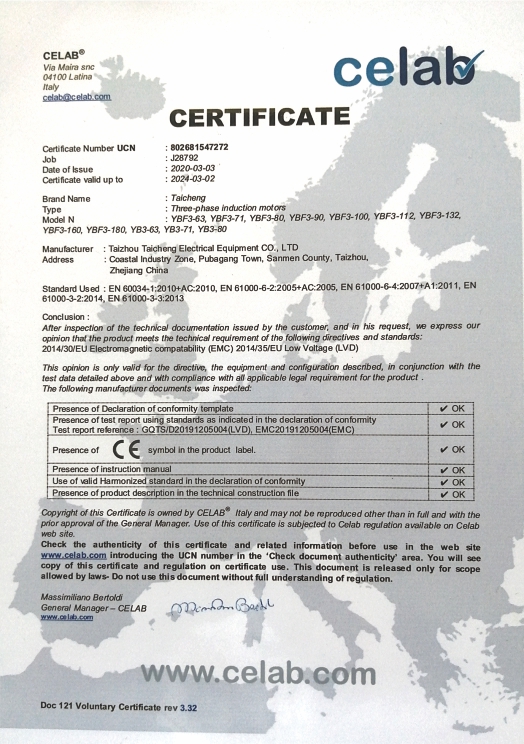 CELAB®
Via Maira snc
04100 Latina
Italy
celab@celab.com
celab
CERTIFICATE
Certificate Number UCN : 802681547272
Job : J28792
Date of Issue : 2020-03-03
Certificate valid up to : 2024-03-02
Brand Name : Taicheng
Type : Three-phase induction motors
Model N : YBF3-63, YBF3-71, YBF3-80, YBF3-90, YBF3-100, YBF3-112, YBF3-132,
YBF3-160, YBF3-180, YB3-63, YB3-71, YB3-80
Manufacturer : Taizhou Taicheng Electrical Equipment CO., LTD
Address : Coastal Industry Zone, Pubagang Town, Sanmen County, Taizhou,
Zhejiang China
Standard Used : EN 60034-1:2010+AC:2010, EN 61000-6-2:2005+AC:2005, EN 61000-6-4:2007+A1:2011, EN
61000-3-2:2014, EN 61000-3-3:2013
Conclusion :
After inspection of the technical documentation issued by the customer, and in his request, we express our
opinion that the product meets the technical requirement of the following directives and standards:
2014/30/EU Electromagnetic compatability (EMC) 2014/35/EU Low Voltage (LVD)
This opinion is only valid for the directive, the equipment and configuration described, in conjunction with the
test data detailed above and with compliance with all applicable legal requirement for the product .
The following manufacturer documents was inspected:
Presence of Declaration of conformity template ✔ OK
Presence of test report using standards as indicated in the declaration of conformity
Test report reference : GQTS/D20191205004(LVD), EMC20191205004(EMC) ✔ OK
Presence of CE symbol in the product label. ✔ OK
Presence of instruction manual ✔ OK
Use of valid Harmonized standard in the declaration of conformity ✔ OK
Presence of product description in the technical construction file ✔ OK
Copyright of this Certificate is owned by CELAB® Italy and may not be reproduced other than in full and with the
prior approval of the General Manager. Use of this certificate is subjected to Celab regulation available on Celab
web site.
Check the authenticity of this certificate and related information before use in the web site
www.celab.com introducing the UCN number in the 'Check document authenticity' area. You will see
copy of this certificate and regulation on certificate use. This document is released only for scope
allowed by laws- Do not use this document without full understanding of regulation.
Massimiliano Bertoldi
General Manager – CELAB
www.celab.com
www.celab.com
Doc 121 Voluntary Certificate rev 3.32